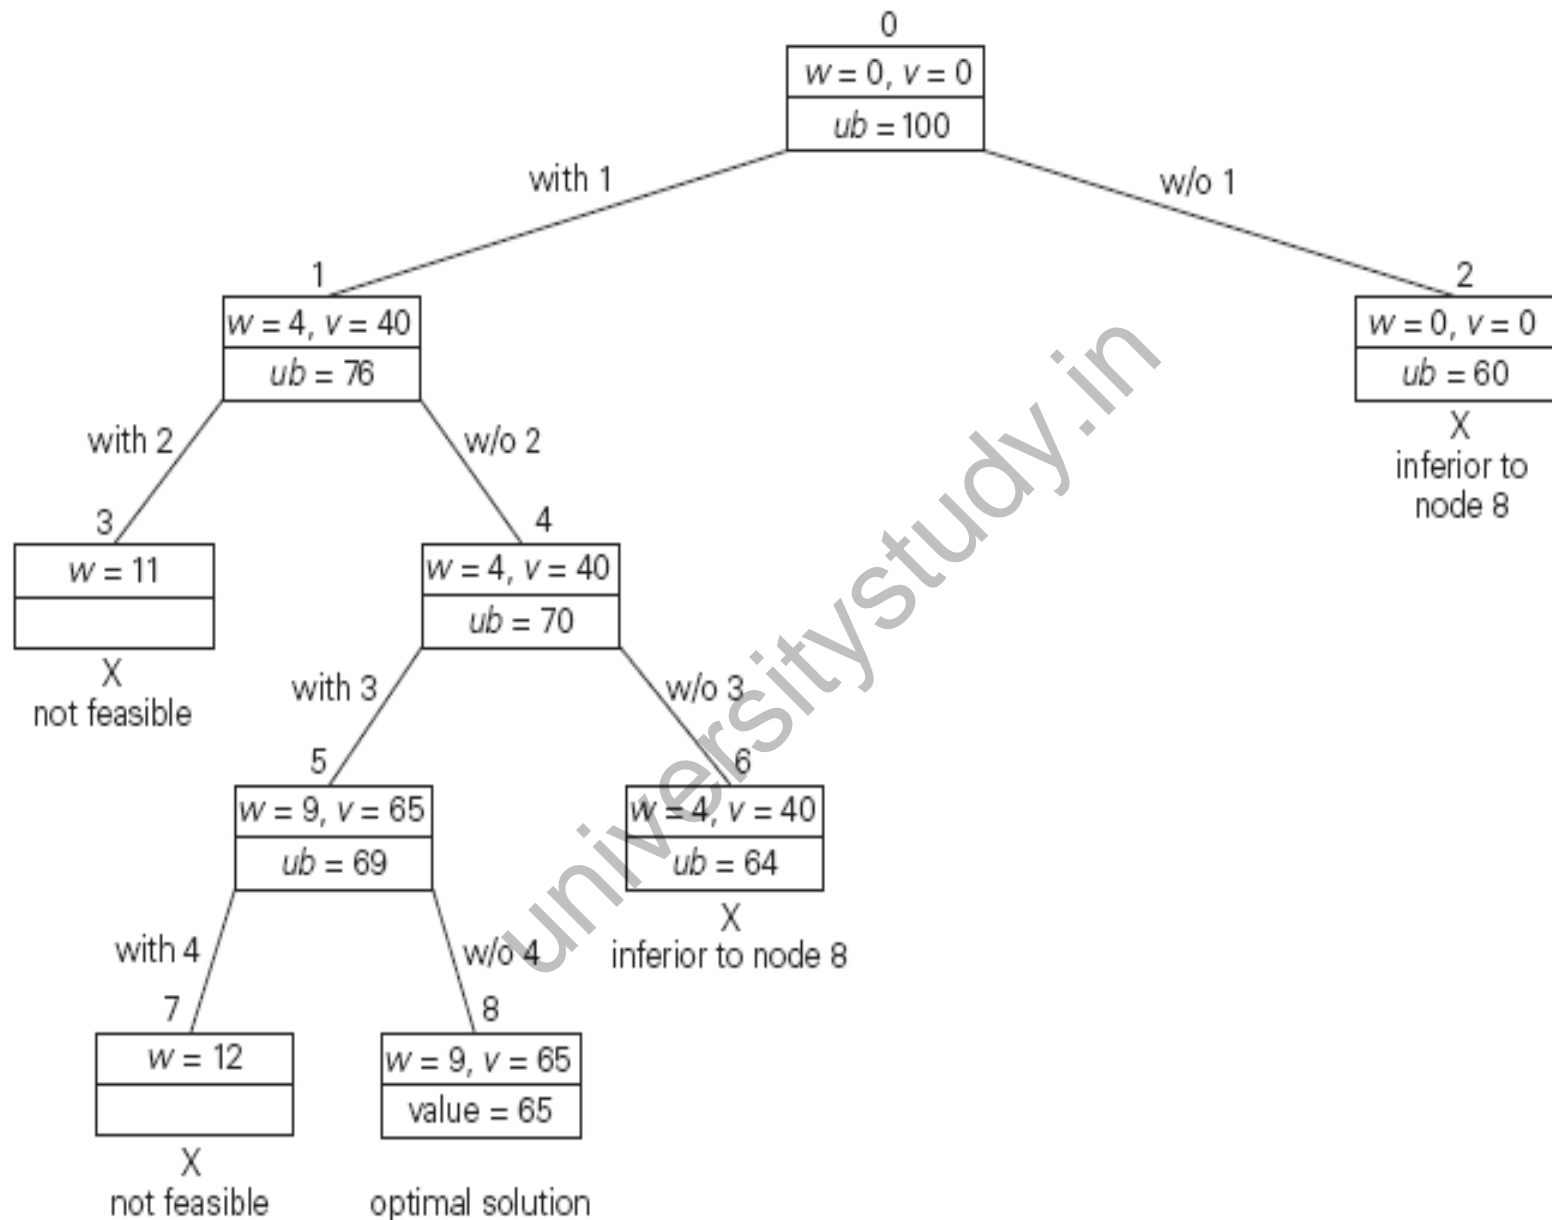 0
w = 0, v = 0
ub = 100
with 1
w/o 1
1
w = 4, v = 40
ub = 76
2
w = 0, v = 0
ub = 60
X
inferior to
node 8
with 2
w/o 2
3
w = 11
X
not feasible
4
w = 4, v = 40
ub = 70
with 3
w/o 3
5
w = 9, v = 65
ub = 69
6
w = 4, v = 40
ub = 64
X
inferior to node 8
with 4
w/o 4
7
w = 12
X
not feasible
8
w = 9, v = 65
value = 65
optimal solution
universitystudy.in